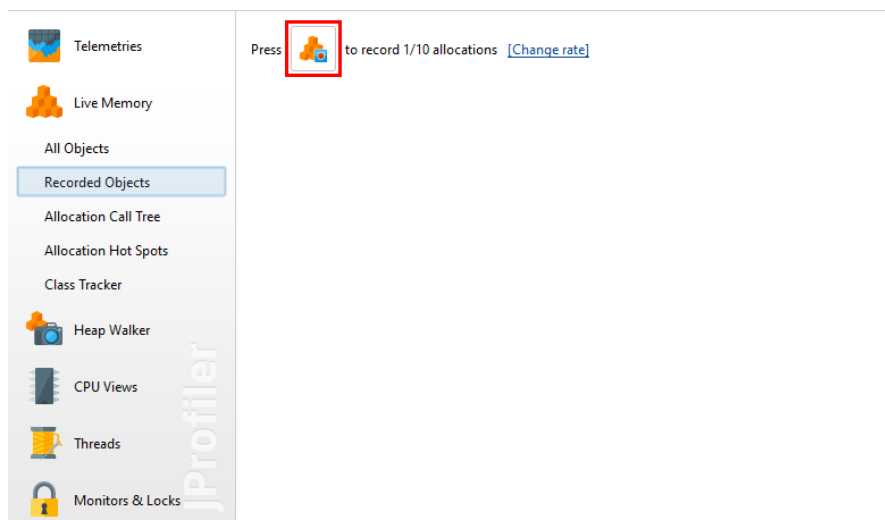 Telemetries
Press to record 1/10 allocations [Change rate]
Live Memory
All Objects
Recorded Objects
Allocation Call Tree
Allocation Hot Spots
Class Tracker
Heap Walker
CPU Views
Threads
Monitors & Locks
JProfiler